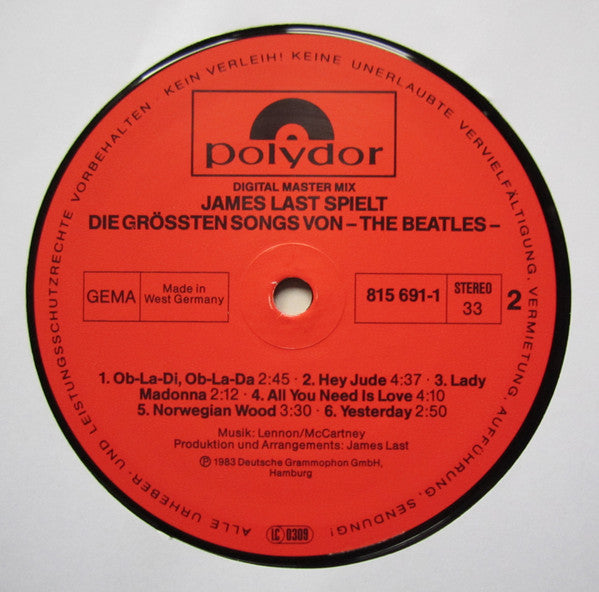 ALLE URHEBER- UND LEISTUNGSSCHUTZRECHTE VORBEHALTEN · KEIN VERLEIH! KEINE UNERLAUBTE VERVIELFÄLTIGUNG, VERMIETUNG, AUFFÜHRUNG, SENDUNG!
polydor
DIGITAL MASTER MIX
JAMES LAST SPIELT
DIE GRÖSSTEN SONGS VON – THE BEATLES –
GEMA
Made in
West Germany
815 691-1
STEREO
33
2
1. Ob-La-Di, Ob-La-Da 2:45 · 2. Hey Jude 4:37 · 3. Lady
Madonna 2:12 · 4. All You Need Is Love 4:10
5. Norwegian Wood 3:30 · 6. Yesterday 2:50
Musik: Lennon/McCartney
Produktion und Arrangements: James Last
℗ 1983 Deutsche Grammophon GmbH,
Hamburg
LC 0309